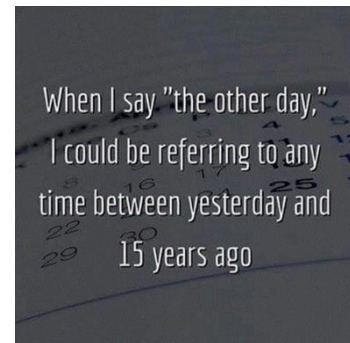 When I say "the other day,"
I could be referring to any
time between yesterday and
15 years ago